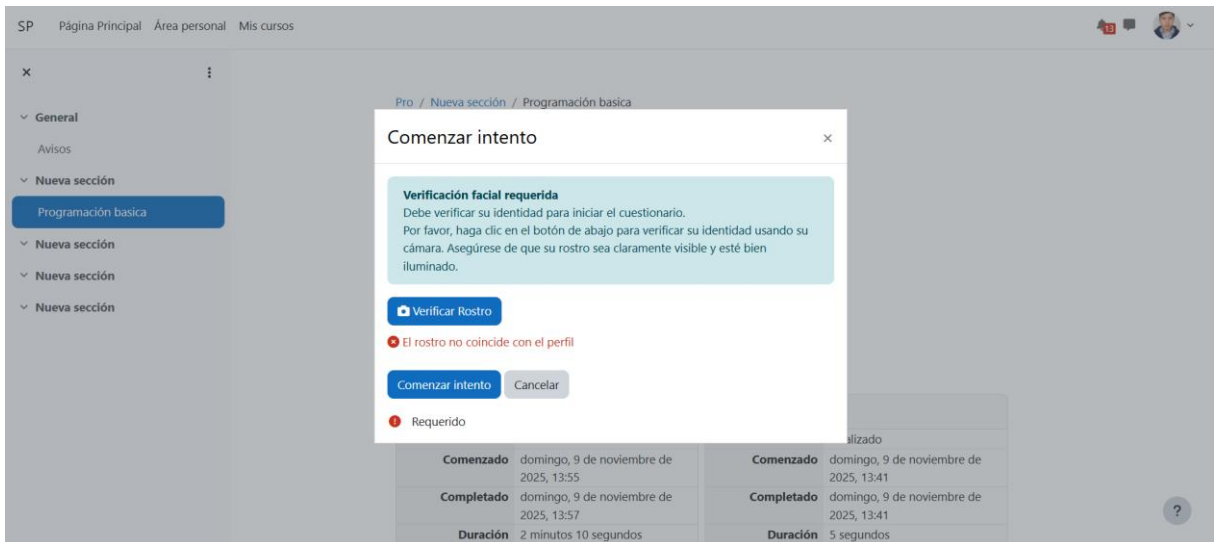 SP Página Principal Área personal Mis cursos 13
General
Avisos
Nueva sección
Programación basica
Nueva sección
Nueva sección
Nueva sección
Pro / Nueva sección / Programación basica
Comenzar intento ×
Verificación facial requerida
Debe verificar su identidad para iniciar el cuestionario.
Por favor, haga clic en el botón de abajo para verificar su identidad usando su
cámara. Asegúrese de que su rostro sea claramente visible y esté bien
iluminado.
Verificar Rostro
El rostro no coincide con el perfil
Comenzar intento Cancelar
Requerido
Comenzado domingo, 9 de noviembre de
2025, 13:55
Completado domingo, 9 de noviembre de
2025, 13:57
Duración 2 minutos 10 segundos
Comenzado domingo, 9 de noviembre de
2025, 13:41
Completado domingo, 9 de noviembre de
2025, 13:41
Duración 5 segundos
?